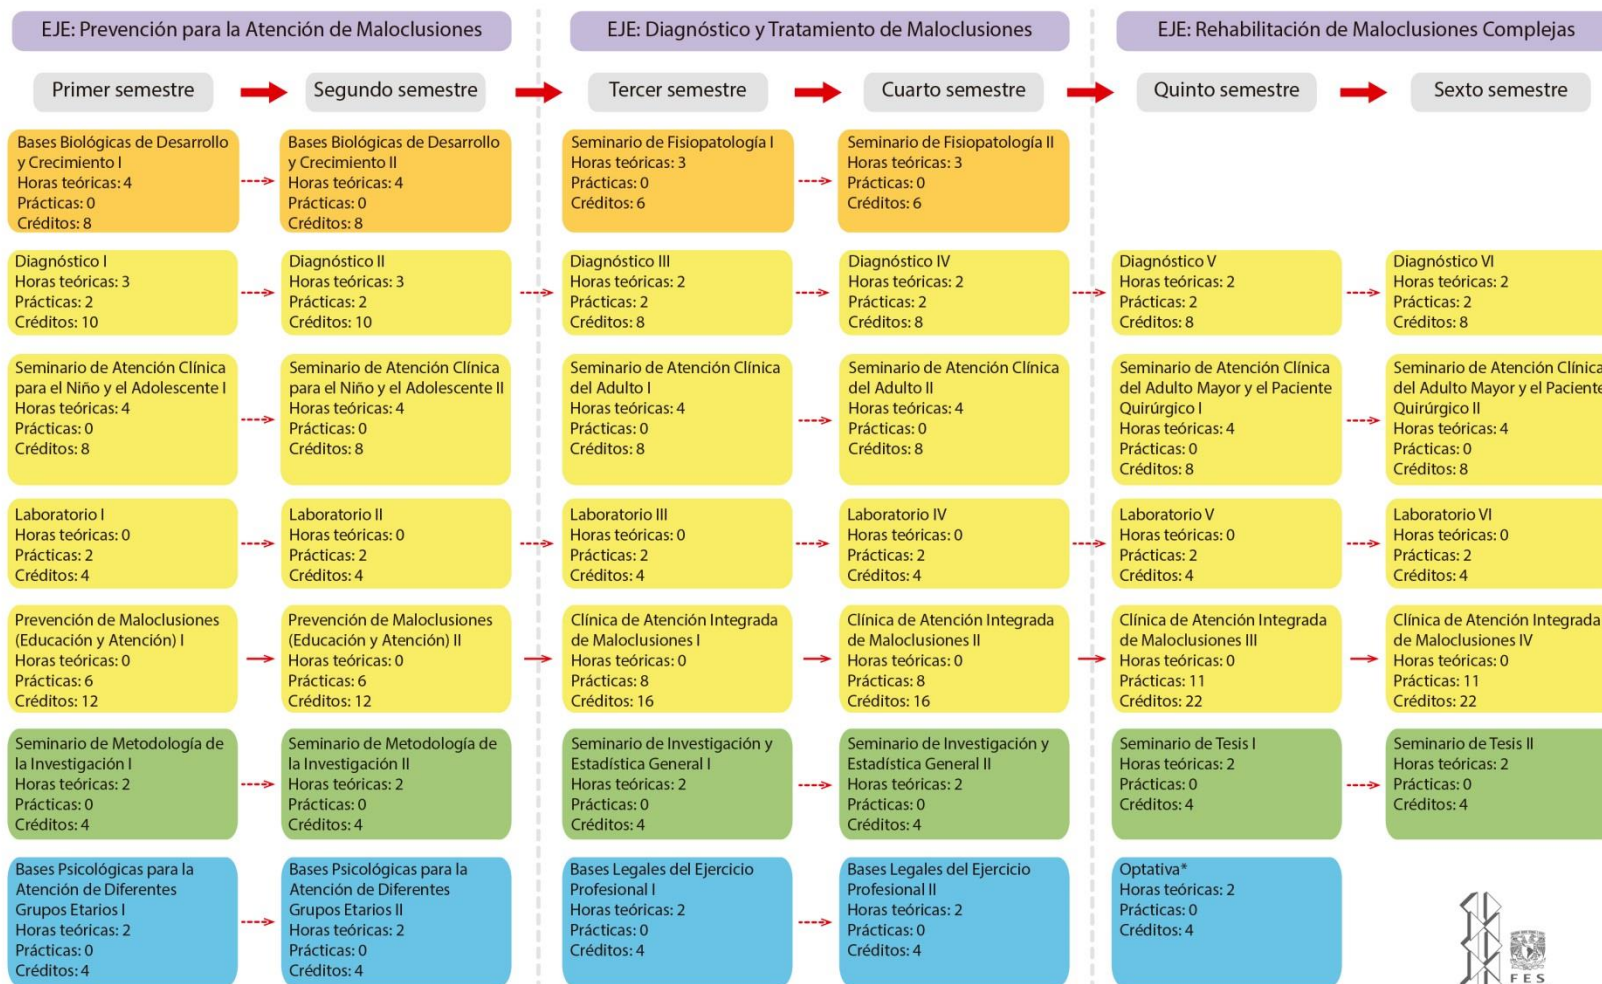 EJE: Prevención para la Atención de Maloclusiones
EJE: Diagnóstico y Tratamiento de Maloclusiones
EJE: Rehabilitación de Maloclusiones Complejas
Primer semestre
Segundo semestre
Tercer semestre
Cuarto semestre
Quinto semestre
Sexto semestre
Bases Biológicas de Desarrollo
y Crecimiento I
Horas teóricas: 4
Prácticas: 0
Créditos: 8
Bases Biológicas de Desarrollo
y Crecimiento II
Horas teóricas: 4
Prácticas: 0
Créditos: 8
Seminario de Fisiopatología I
Horas teóricas: 3
Prácticas: 0
Créditos: 6
Seminario de Fisiopatología II
Horas teóricas: 3
Prácticas: 0
Créditos: 6
Diagnóstico I
Horas teóricas: 3
Prácticas: 2
Créditos: 10
Diagnóstico II
Horas teóricas: 3
Prácticas: 2
Créditos: 10
Diagnóstico III
Horas teóricas: 2
Prácticas: 2
Créditos: 8
Diagnóstico IV
Horas teóricas: 2
Prácticas: 2
Créditos: 8
Diagnóstico V
Horas teóricas: 2
Prácticas: 2
Créditos: 8
Diagnóstico VI
Horas teóricas: 2
Prácticas: 2
Créditos: 8
Seminario de Atención Clínica
para el Niño y el Adolescente I
Horas teóricas: 4
Prácticas: 0
Créditos: 8
Seminario de Atención Clínica
para el Niño y el Adolescente II
Horas teóricas: 4
Prácticas: 0
Créditos: 8
Seminario de Atención Clínica
del Adulto I
Horas teóricas: 4
Prácticas: 0
Créditos: 8
Seminario de Atención Clínica
del Adulto II
Horas teóricas: 4
Prácticas: 0
Créditos: 8
Seminario de Atención Clínica
del Adulto Mayor y el Paciente
Quirúrgico I
Horas teóricas: 4
Prácticas: 0
Créditos: 8
Seminario de Atención Clínica
del Adulto Mayor y el Paciente
Quirúrgico II
Horas teóricas: 4
Prácticas: 0
Créditos: 8
Laboratorio I
Horas teóricas: 0
Prácticas: 2
Créditos: 4
Laboratorio II
Horas teóricas: 0
Prácticas: 2
Créditos: 4
Laboratorio III
Horas teóricas: 0
Prácticas: 2
Créditos: 4
Laboratorio IV
Horas teóricas: 0
Prácticas: 2
Créditos: 4
Laboratorio V
Horas teóricas: 0
Prácticas: 2
Créditos: 4
Laboratorio VI
Horas teóricas: 0
Prácticas: 2
Créditos: 4
Prevención de Maloclusiones
(Educación y Atención) I
Horas teóricas: 0
Prácticas: 6
Créditos: 12
Prevención de Maloclusiones
(Educación y Atención) II
Horas teóricas: 0
Prácticas: 6
Créditos: 12
Clínica de Atención Integrada
de Maloclusiones I
Horas teóricas: 0
Prácticas: 8
Créditos: 16
Clínica de Atención Integrada
de Maloclusiones II
Horas teóricas: 0
Prácticas: 8
Créditos: 16
Clínica de Atención Integrada
de Maloclusiones III
Horas teóricas: 0
Prácticas: 11
Créditos: 22
Clínica de Atención Integrada
de Maloclusiones IV
Horas teóricas: 0
Prácticas: 11
Créditos: 22
Seminario de Metodología de
la Investigación I
Horas teóricas: 2
Prácticas: 0
Créditos: 4
Seminario de Metodología de
la Investigación II
Horas teóricas: 2
Prácticas: 0
Créditos: 4
Seminario de Investigación y
Estadística General I
Horas teóricas: 2
Prácticas: 0
Créditos: 4
Seminario de Investigación y
Estadística General II
Horas teóricas: 2
Prácticas: 0
Créditos: 4
Seminario de Tesis I
Horas teóricas: 2
Prácticas: 0
Créditos: 4
Seminario de Tesis II
Horas teóricas: 2
Prácticas: 0
Créditos: 4
Bases Psicológicas para la
Atención de Diferentes
Grupos Etarios I
Horas teóricas: 2
Prácticas: 0
Créditos: 4
Bases Psicológicas para la
Atención de Diferentes
Grupos Etarios II
Horas teóricas: 2
Prácticas: 0
Créditos: 4
Bases Legales del Ejercicio
Profesional I
Horas teóricas: 2
Prácticas: 0
Créditos: 4
Bases Legales del Ejercicio
Profesional II
Horas teóricas: 2
Prácticas: 0
Créditos: 4
Optativa*
Horas teóricas: 2
Prácticas: 0
Créditos: 4
FES